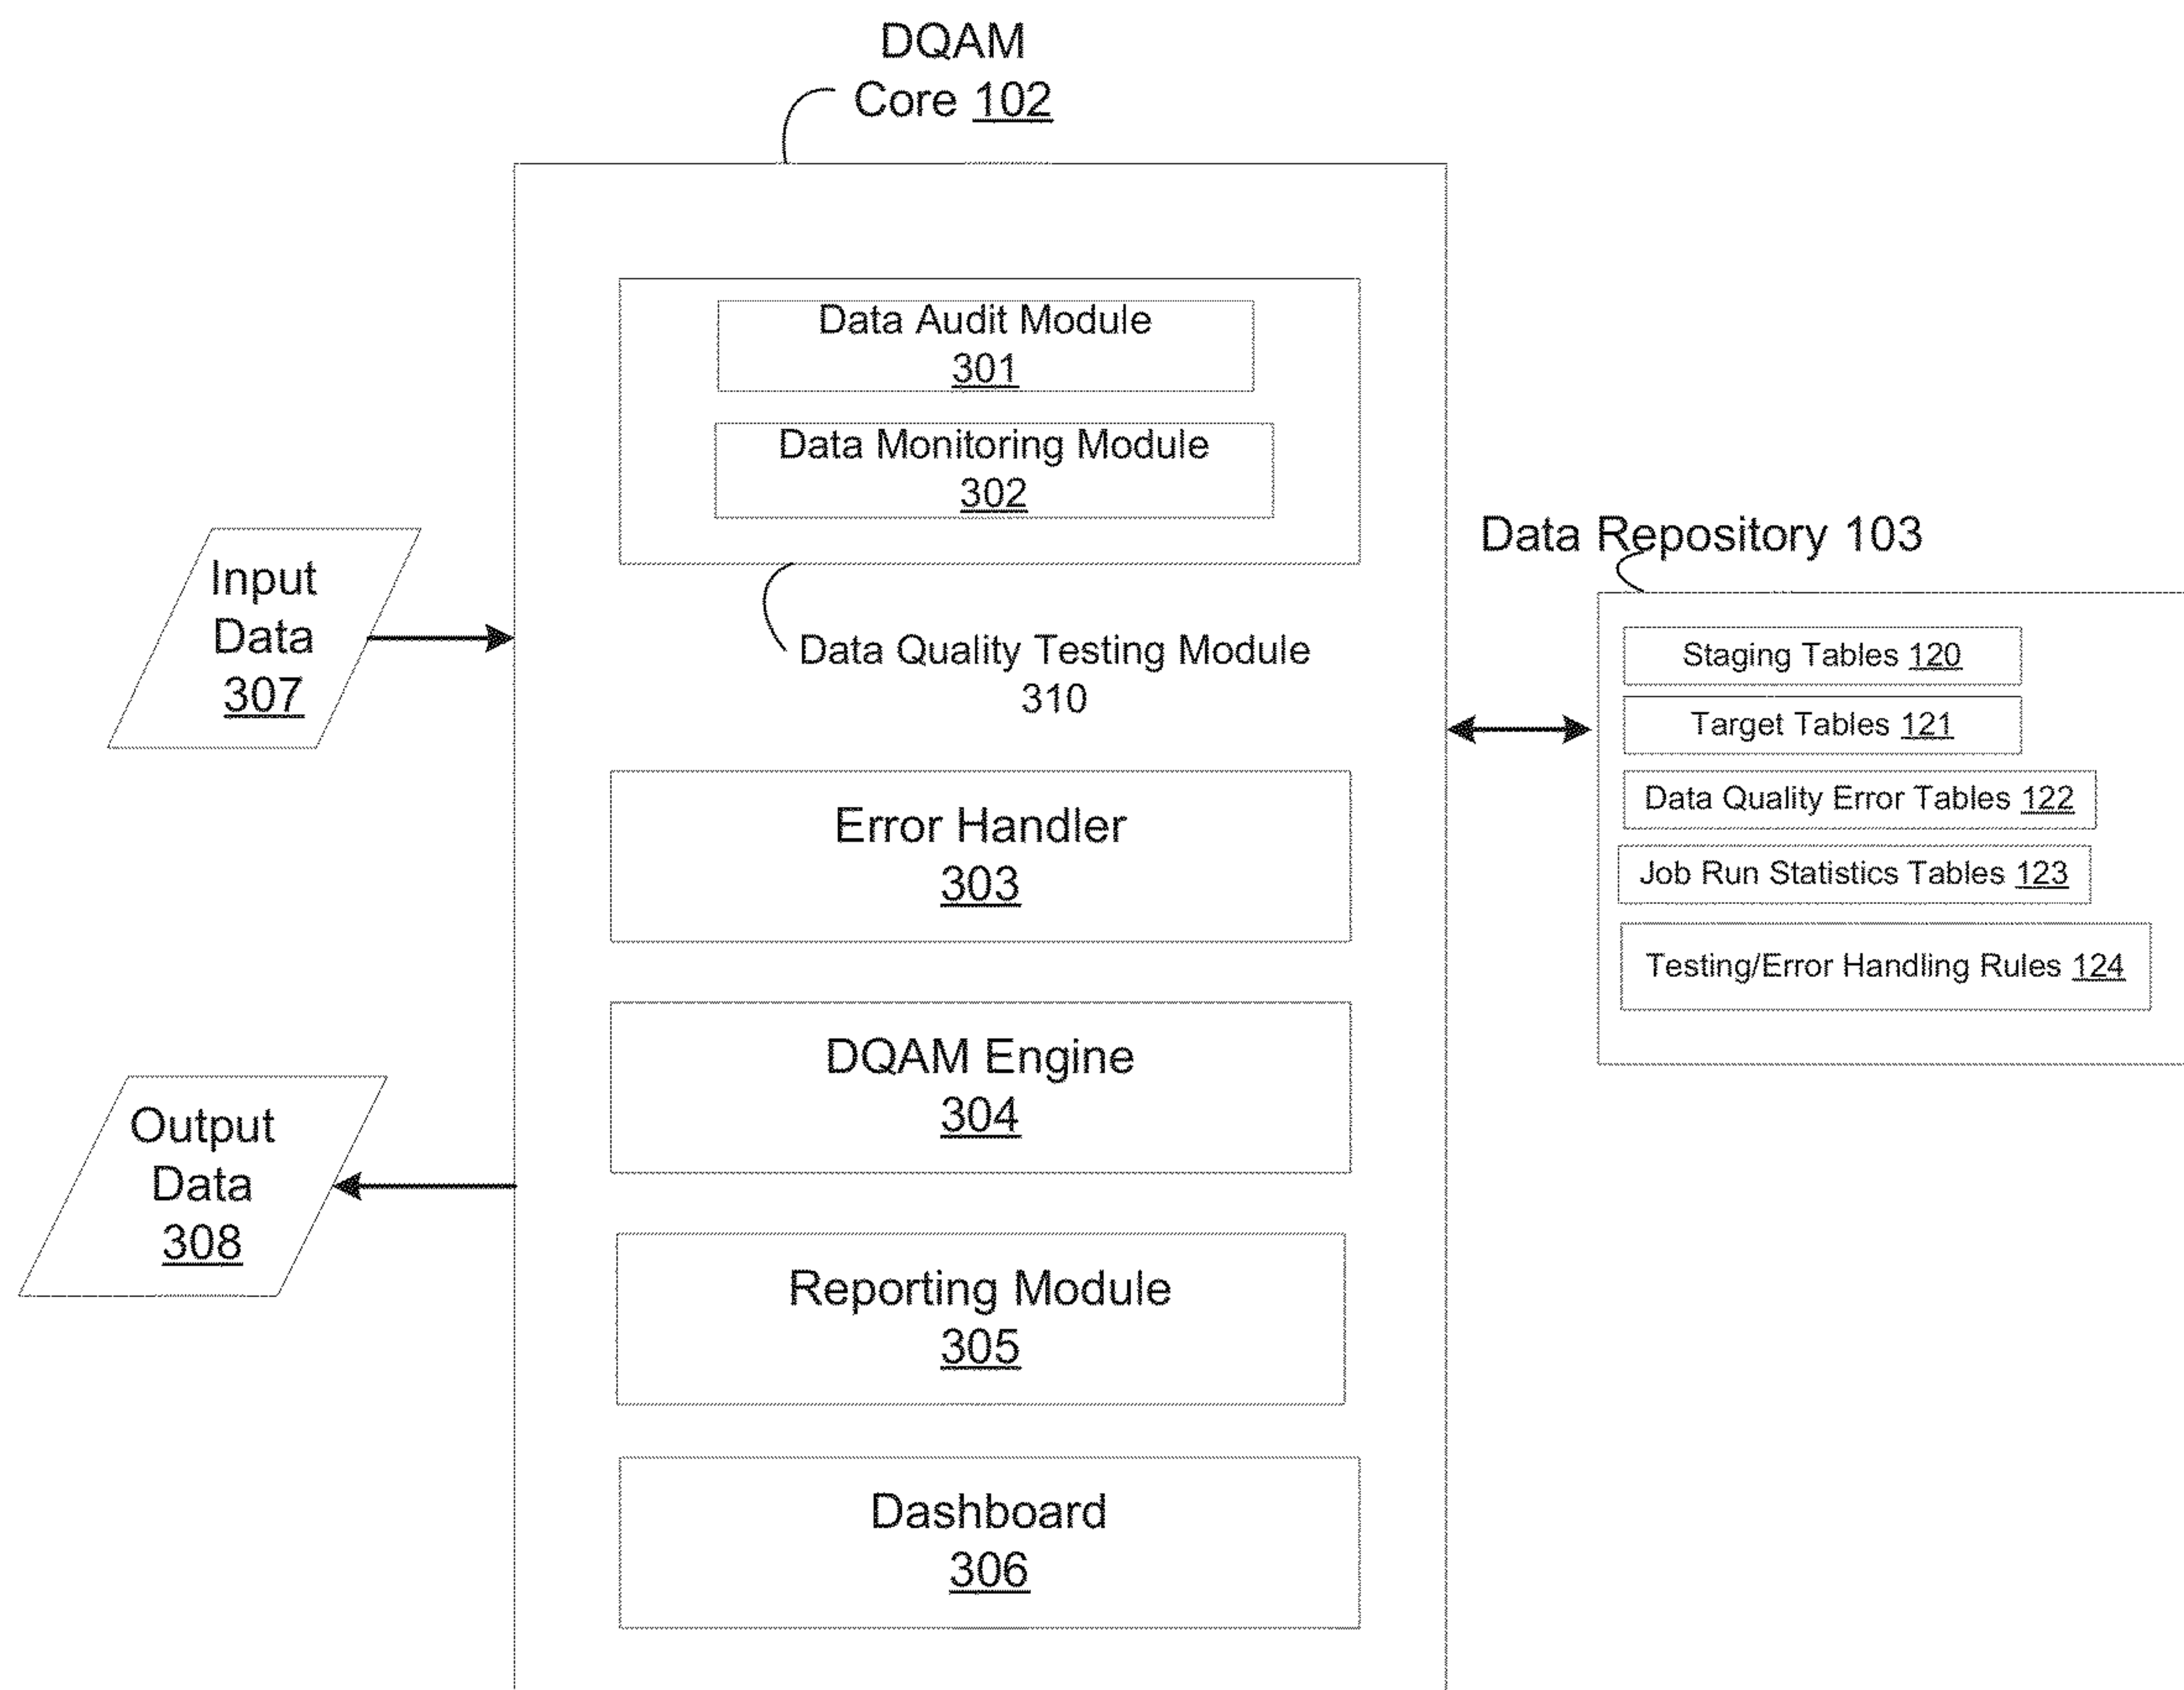 DQAM
Core 102
Data Audit Module
301
Data Monitoring Module
302
Data Quality Testing Module
310
Input
Data
307
Output
Data
308
Error Handler
303
DQAM Engine
304
Reporting Module
305
Dashboard
306
Data Repository 103
Staging Tables 120
Target Tables 121
Data Quality Error Tables 122
Job Run Statistics Tables 123
Testing/Error Handling Rules 124